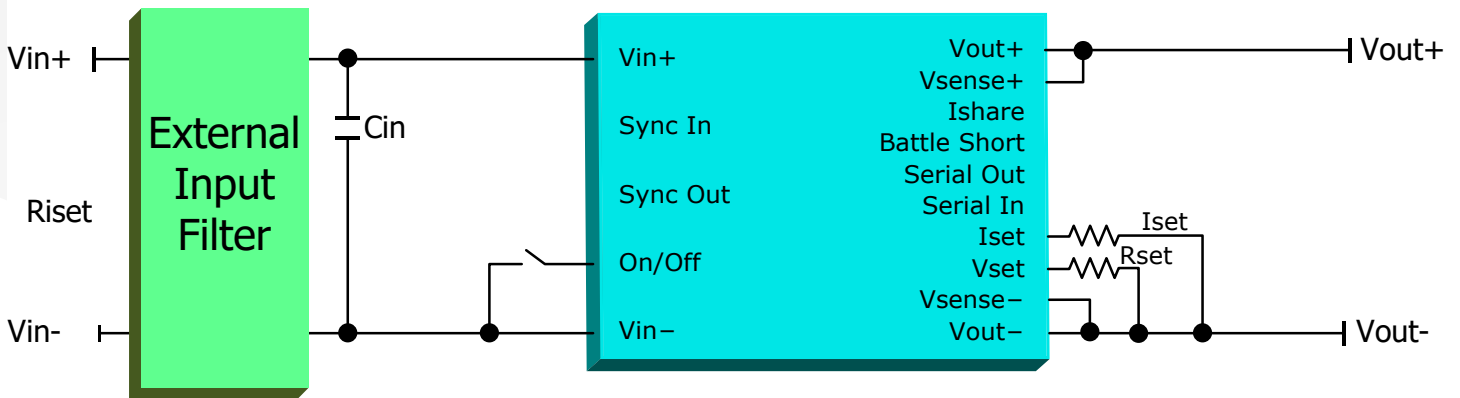 Vin+
Riset
Vin-
External
Input
Filter
Cin
Vin+
Sync In
Sync Out
On/Off
Vin−
Vout+
Vsense+
Ishare
Battle Short
Serial Out
Serial In
Iset
Vset
Vsense−
Vout−
Iset
Rset
Vout+
Vout-